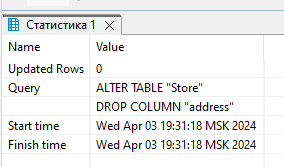 Статистика 1
Name Value
Updated Rows 0
Query ALTER TABLE "Store"
DROP COLUMN "address"
Start time Wed Apr 03 19:31:18 MSK 2024
Finish time Wed Apr 03 19:31:18 MSK 2024